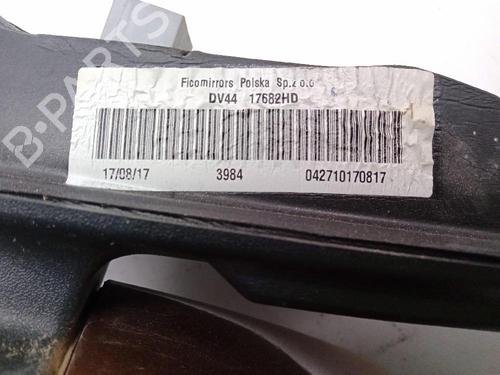 Ficomirrors Polska Sp.z o.o
DV44 17682HD
17/08/17 3984 042710170817
B-PARTS